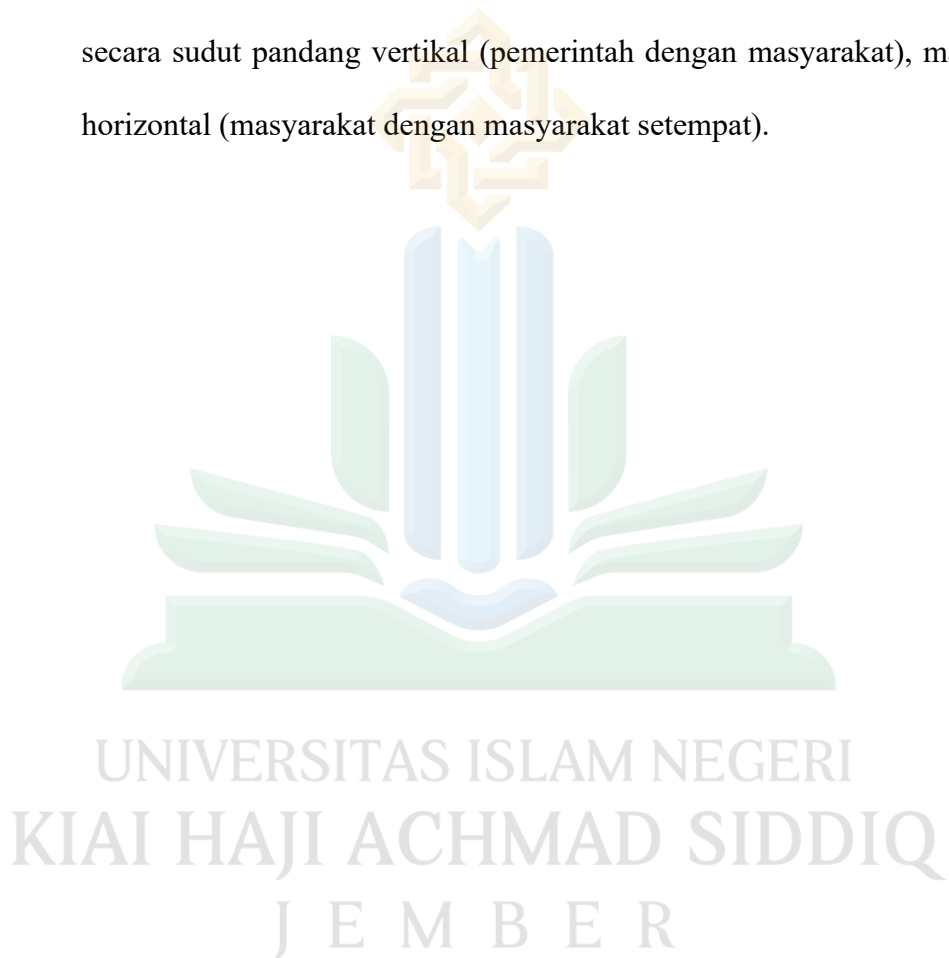 secara sudut pandang vertikal (pemerintah dengan masyarakat),
horizontal (masyarakat dengan masyarakat setempat).
UNIVERSITAS ISLAM NEGERI
KIAI HAJI ACHMAD SIDDIQ
JEMBER